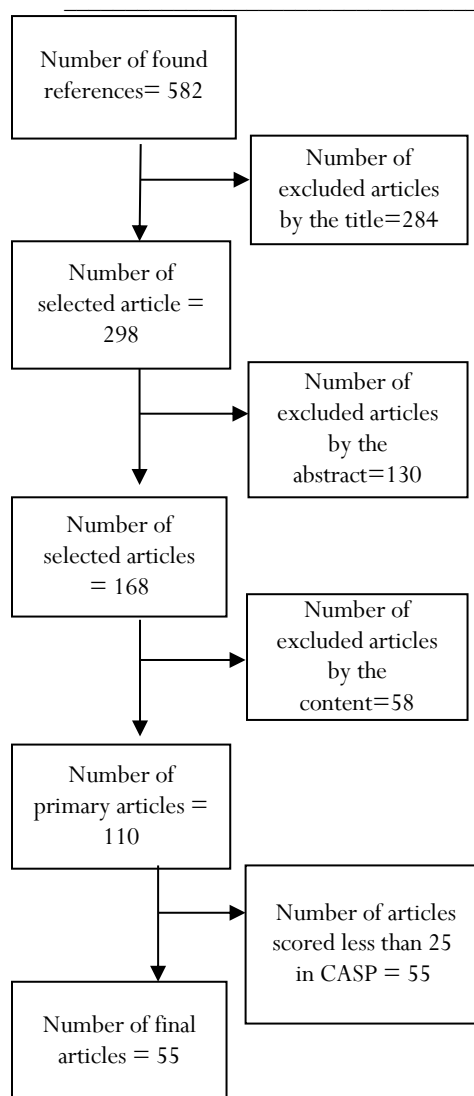 Number of found
references= 582
Number of
excluded articles
by the title=284
Number of
selected article =
298
Number of
excluded articles
by the
abstract=130
Number of
selected articles
= 168
Number of
excluded articles
by the
content=58
Number of
primary articles =
110
Number of articles
scored less than 25
in CASP = 55
Number of final
articles = 55